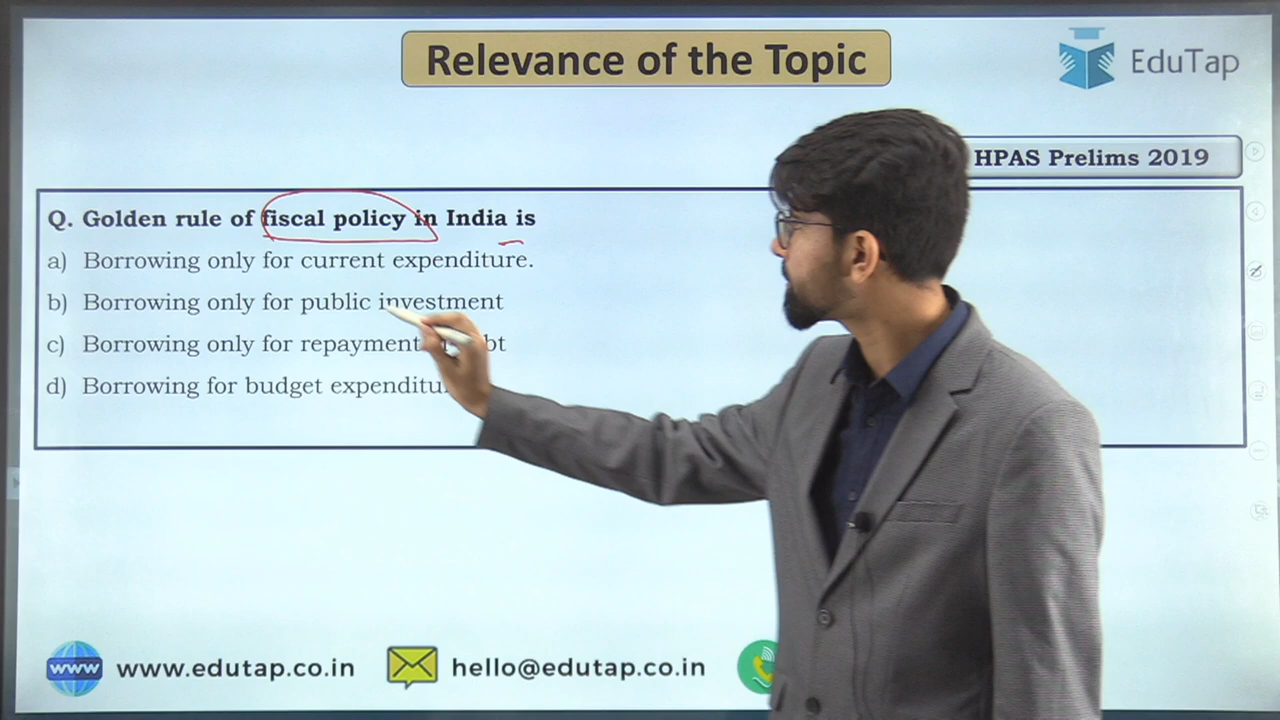 Relevance of the Topic
EduTap
HPAS Prelims 2019
Q. Golden rule of fiscal policy in India is
a) Borrowing only for current expenditure.
b) Borrowing only for public investment
c) Borrowing only for repayment
d) Borrowing for budget
www www.edutap.co.in
hello@edutap.co.in